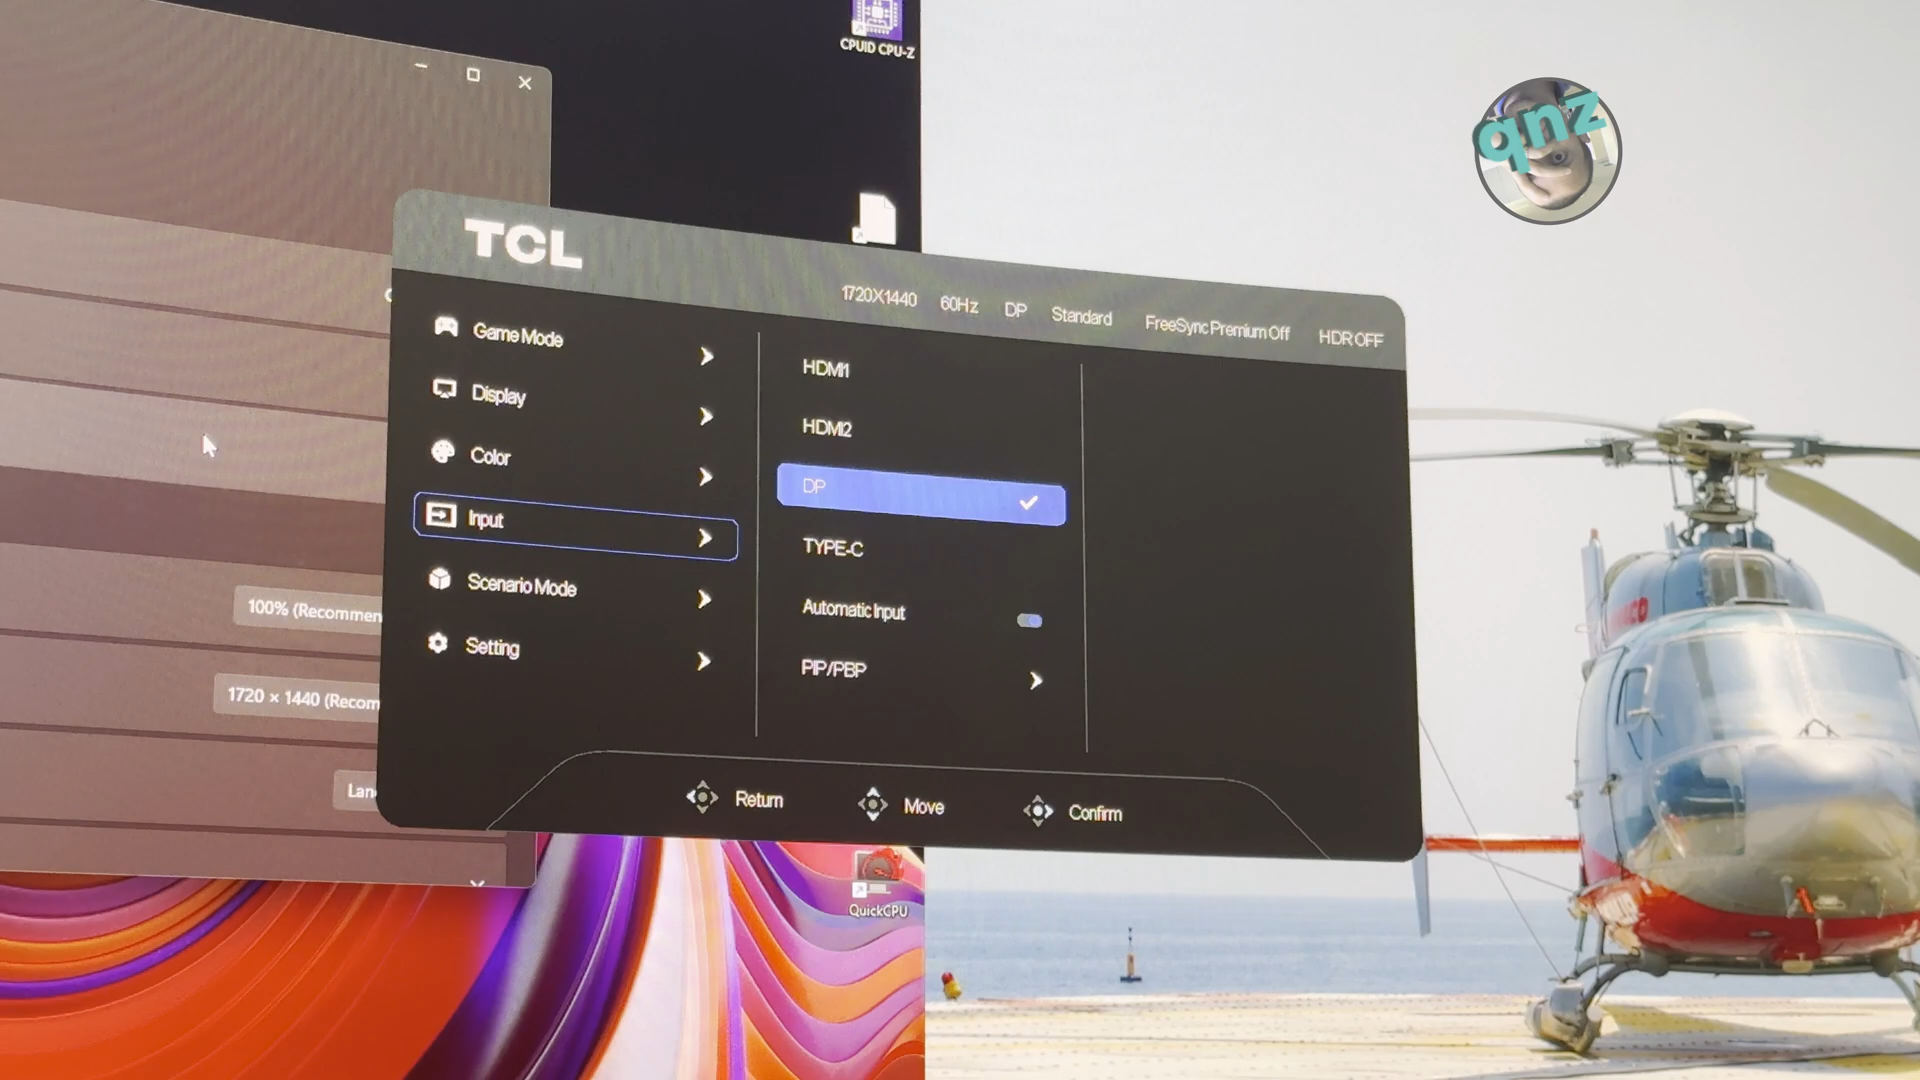 CPUID CPU-Z
qnz
TCL
1720X1440 60Hz DP Standard FreeSync Premium Off HDR OFF
Game Mode
Display
Color
Input
Scenario Mode
Setting
HDMI1
HDMI2
DP
TYPE-C
Automatic Input
PIP/PBP
Return Move Confirm
100% (Recommen
1720 × 1440 (Recom
Lan
QuickCPU